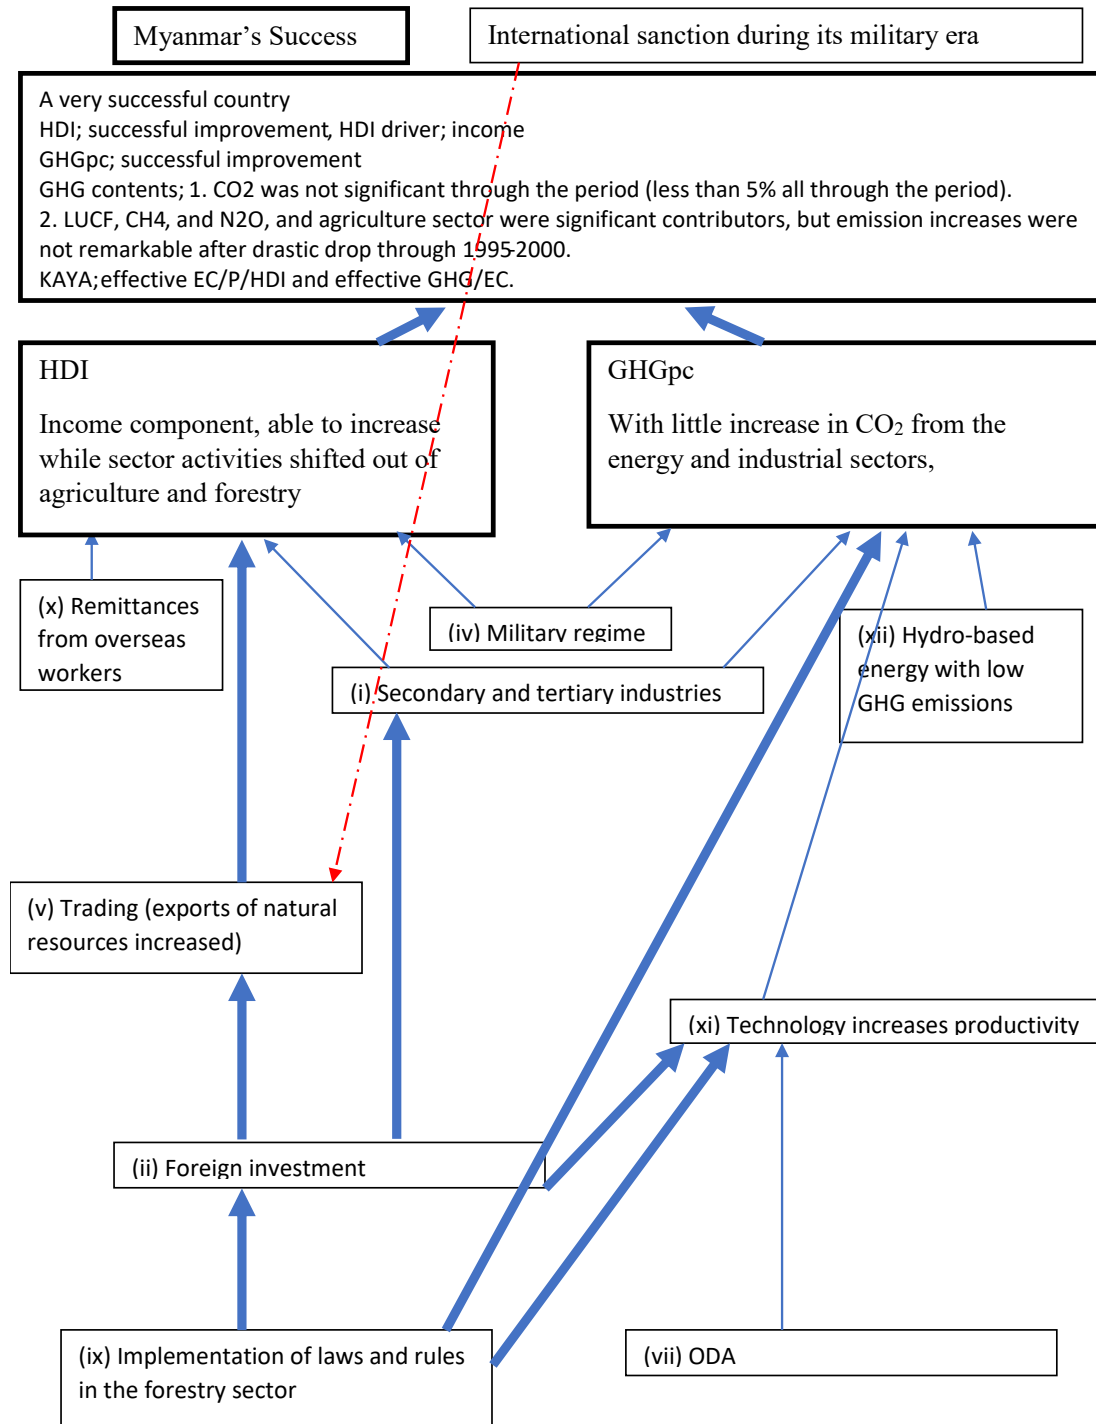 Myanmar's Success
International sanction during its military era
A very successful country
HDI; successful improvement, HDI driver; income
GHGpc; successful improvement
GHG contents; 1. CO2 was not significant through the period (less than 5% all through the period).
2. LUCF, CH4, and N2O, and agriculture sector were significant contributors, but emission increases were
not remarkable after drastic drop through 1995-2000.
KAYA; effective EC/P/HDI and effective GHG/EC.
HDI
Income component, able to increase
while sector activities shifted out of
agriculture and forestry
GHGpc
With little increase in CO₂ from the
energy and industrial sectors,
(x) Remittances
from overseas
workers
(iv) Military regime
(xii) Hydro-based
energy with low
GHG emissions
(i) Secondary and tertiary industries
(v) Trading (exports of natural
resources increased)
(xi) Technology increases productivity
(ii) Foreign investment
(ix) Implementation of laws and rules
in the forestry sector
(vii) ODA